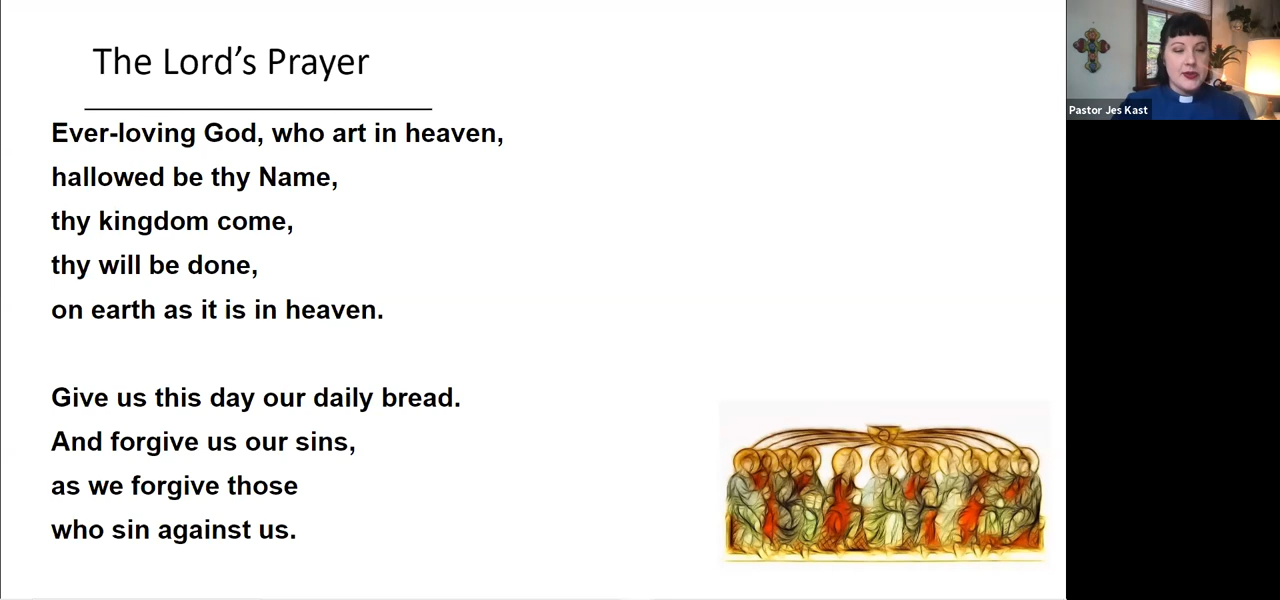 The Lord’s Prayer
Ever-loving God, who art in heaven,
hallowed be thy Name,
thy kingdom come,
thy will be done,
on earth as it is in heaven.
Give us this day our daily bread.
And forgive us our sins,
as we forgive those
who sin against us.
Pastor Jes Kast